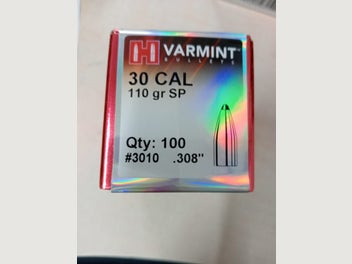 H VARMINT
BULLETS
30 CAL
110 gr SP
Qty: 100
#3010 .308"